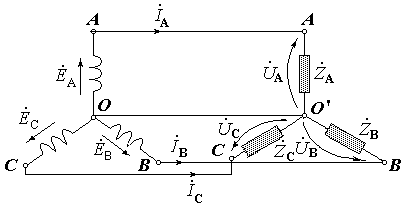 A İ_A A
Ė_A U̇_A Ż_A
O O'
Ė_C Ė_B İ_B U̇_C Ż_C U̇_B Ż_B
C B C B
İ_C